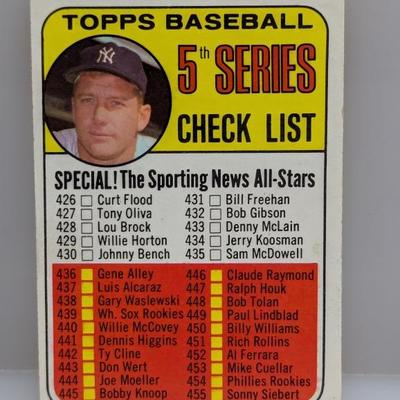 TOPPS BASEBALL
5th SERIES
CHECK LIST
SPECIAL! The Sporting News All-Stars
426 Curt Flood
427 Tony Oliva
428 Lou Brock
429 Willie Horton
430 Johnny Bench
431 Bill Freehan
432 Bob Gibson
433 Denny McLain
434 Jerry Koosman
435 Sam McDowell
436 Gene Alley
437 Luis Alcaraz
438 Gary Waslewski
439 Wh. Sox Rookies
440 Willie McCovey
441 Dennis Higgins
442 Ty Cline
443 Don Wert
444 Joe Moeller
445 Bobby Knoop
446 Claude Raymond
447 Ralph Houk
448 Bob Tolan
449 Paul Lindblad
450 Billy Williams
451 Rich Rollins
452 Al Ferrara
453 Mike Cuellar
454 Phillies Rookies
455 Sonny Siebert